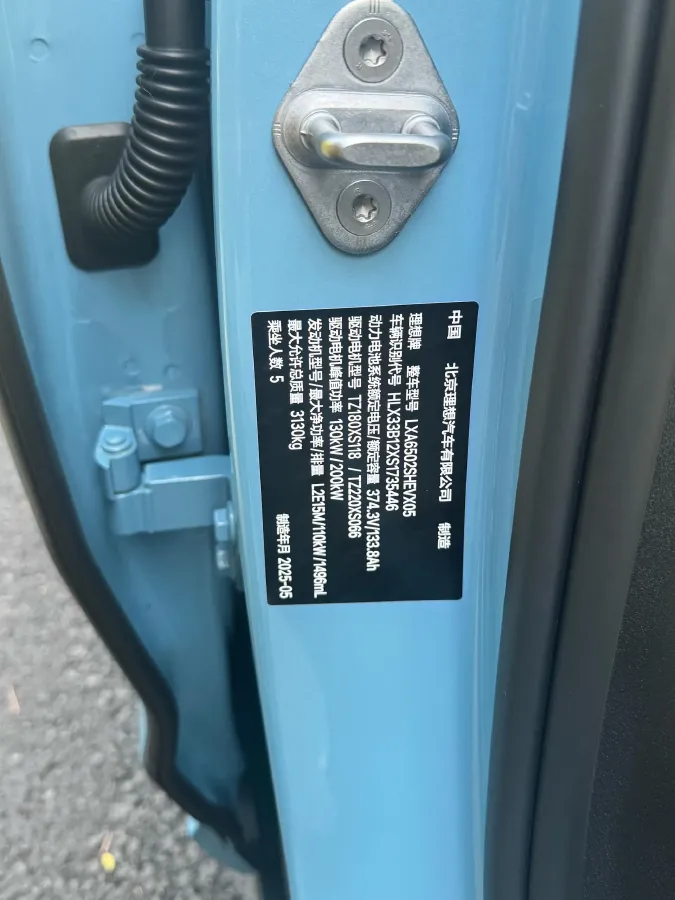 中国 北京理想汽车有限公司 制造
理想牌 整车型号 LXA6502SHEVX05
车辆识别代号 HLX33B12XS1735446
动力电池系统额定电压/额定容量 374.3V/133.8Ah
驱动电机型号 TZ180XS118 /TZ220XS066
驱动电机峰值功率 130kW/200kW
发动机型号/最大净功率/排量 L2E15M/110kW/1496mL
最大允许总质量 3130kg
乘坐人数 5 制造年月 2025-05